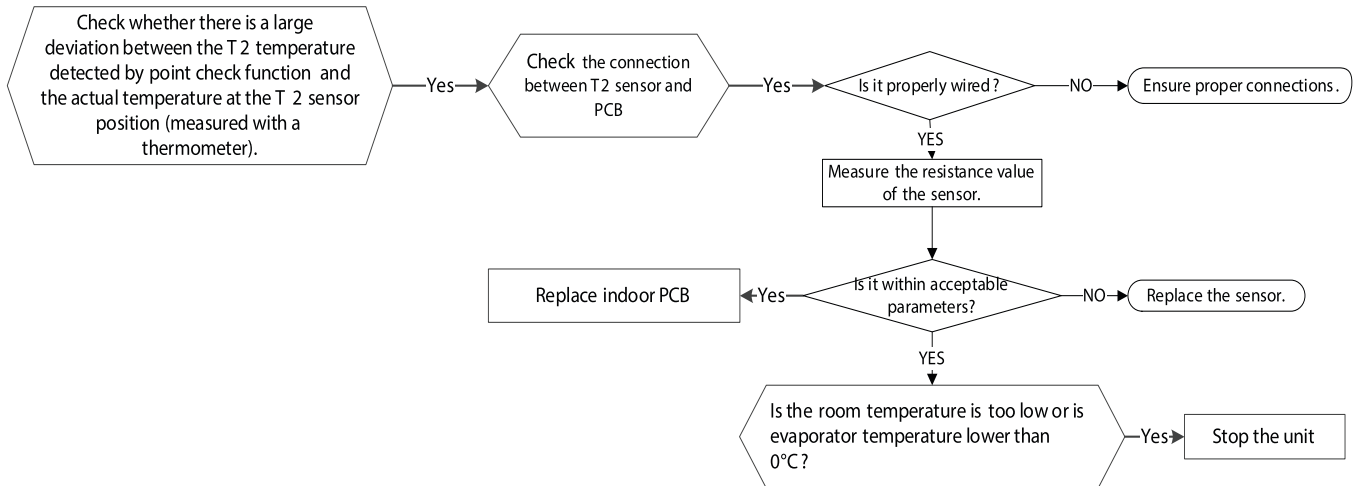 Check whether there is a large
deviation between the T 2 temperature
detected by point check function and
the actual temperature at the T 2 sensor
position (measured with a
thermometer).
Yes
Check the connection
between T2 sensor and
PCB
Yes
Is it properly wired ?
NO
Ensure proper connections .
YES
Measure the resistance value
of the sensor.
Is it within acceptable
parameters?
Yes
Replace indoor PCB
NO
Replace the sensor.
YES
Is the room temperature is too low or is
evaporator temperature lower than
0°C ?
Yes
Stop the unit